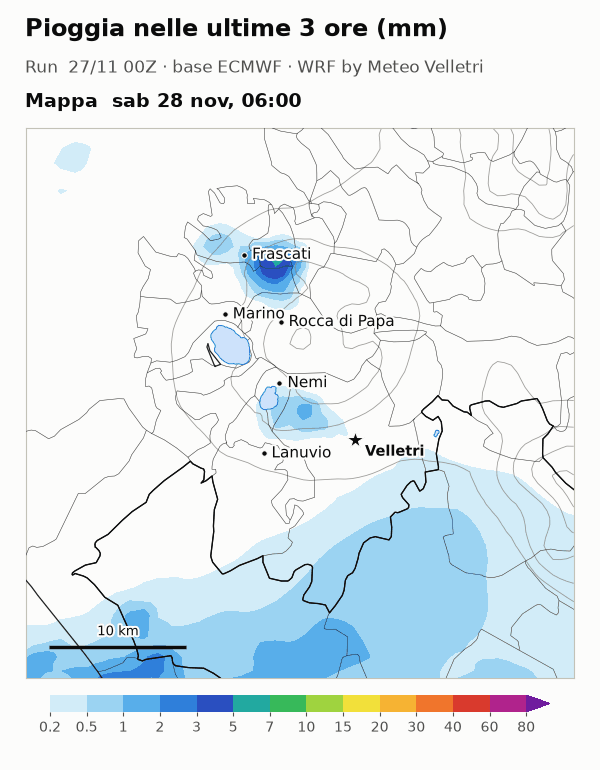 Pioggia nelle ultime 3 ore (mm)
Run  27/11 00Z · base ECMWF · WRF by Meteo Velletri
Mappa  sab 28 nov, 06:00
Frascati
Marino
Rocca di Papa
Nemi
Lanuvio
Velletri
10 km
0.2 0.5 1 2 3 5 7 10 15 20 30 40 60 80